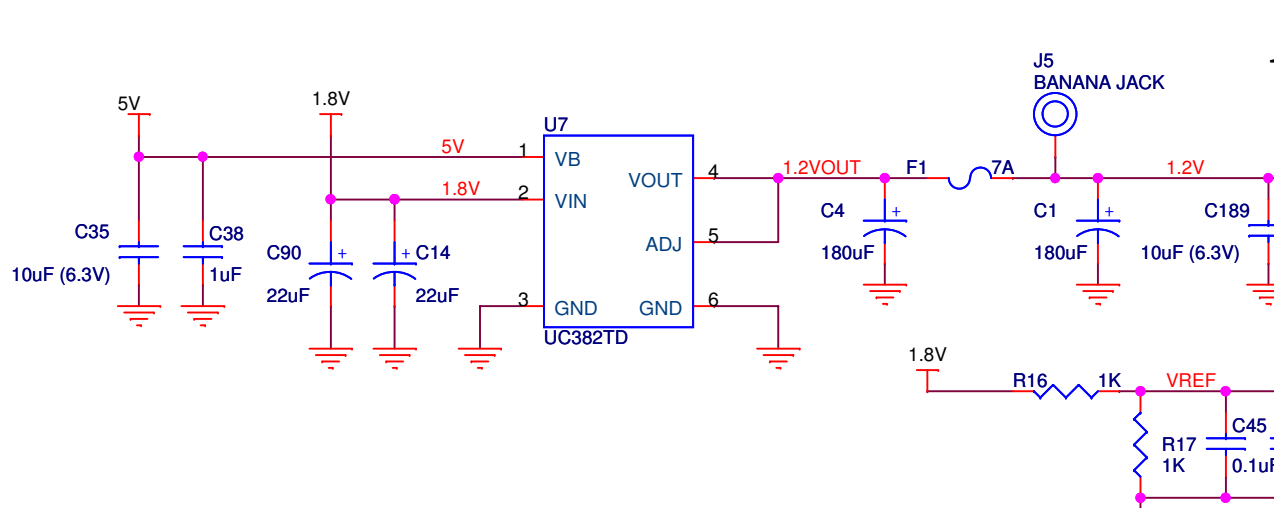 J5
BANANA JACK
5V
1.8V
U7
1
5V
VB
2
1.8V
VIN
VOUT
4
1.2VOUT
F1
7A
1.2V
ADJ
5
C35
10uF (6.3V)
C38
1uF
C90
+
22uF
+
C14
22uF
C4
+
180uF
C1
+
180uF
C189
10uF (6.3V)
3
GND
GND
6
UC382TD
1.8V
R16
1K
VREF
R17
1K
C45
0.1uF